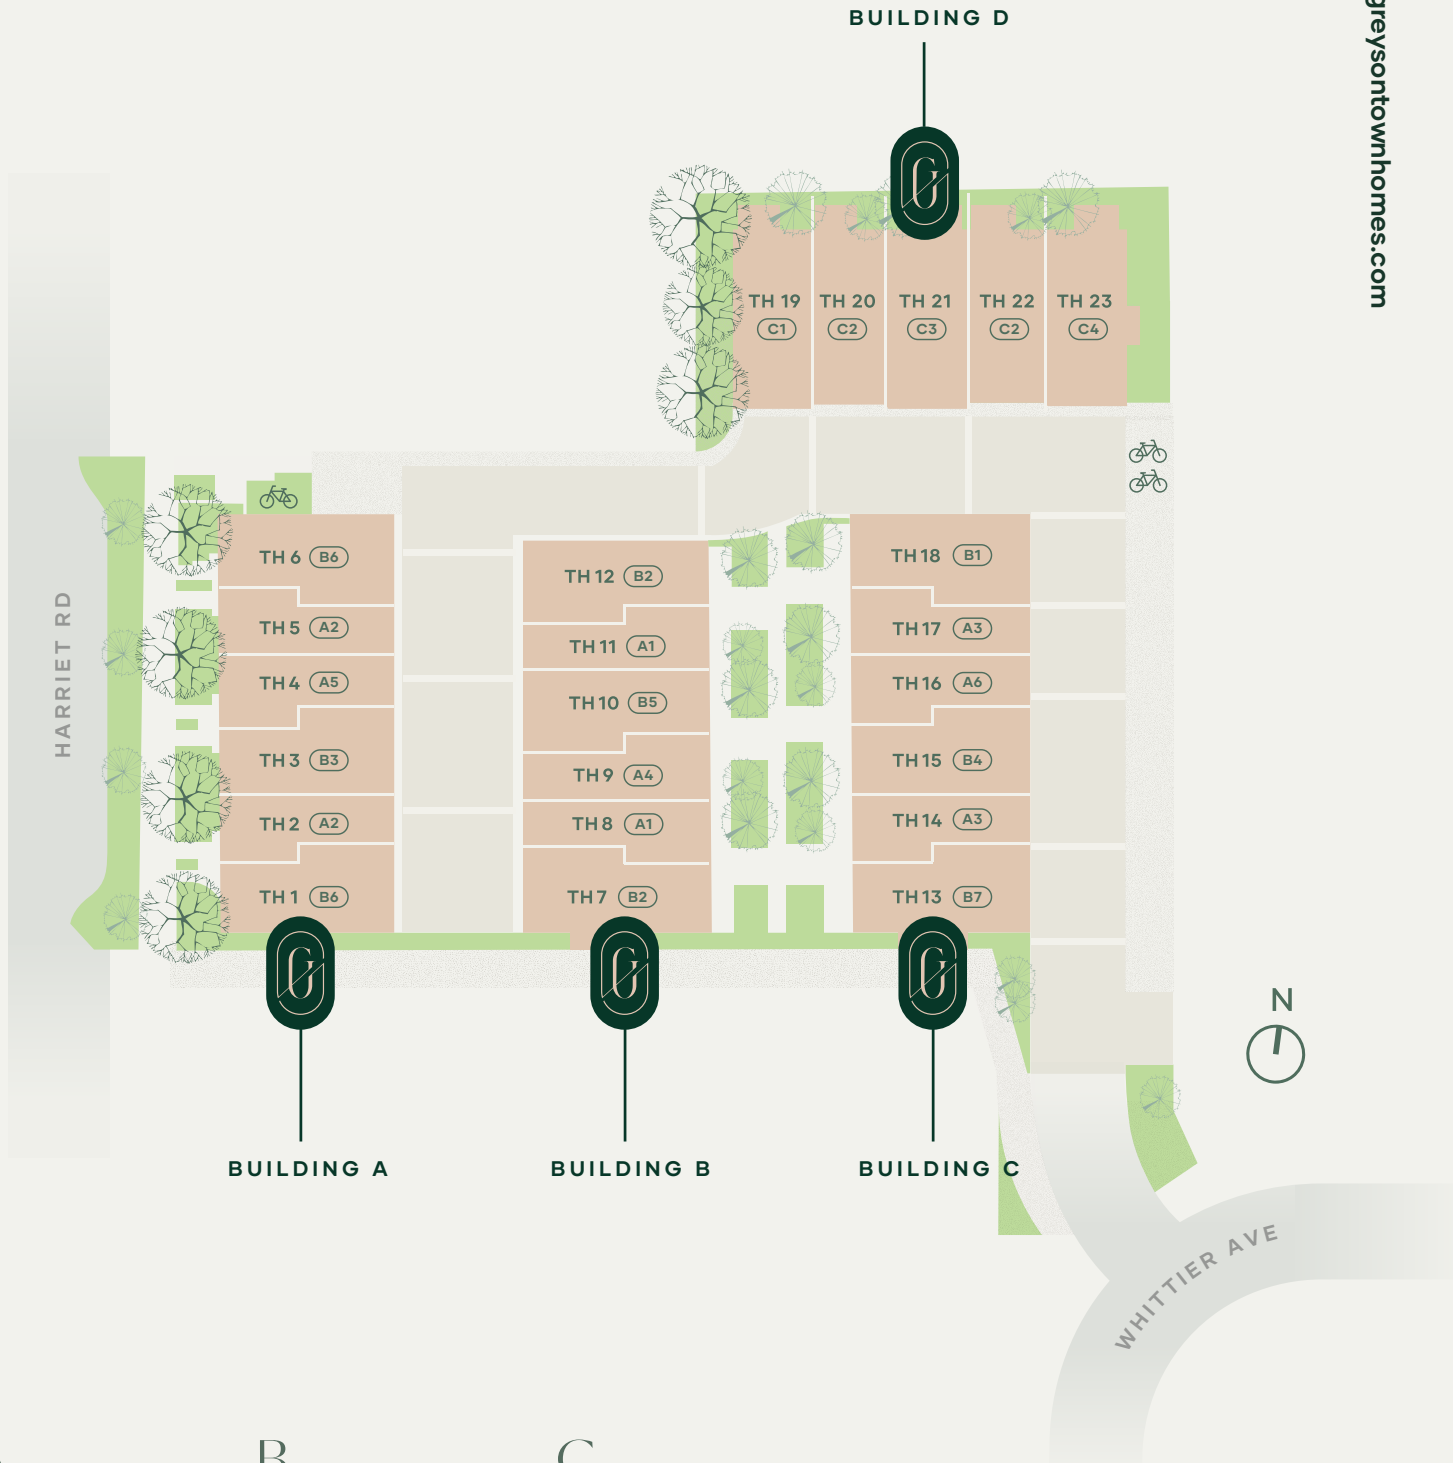 BUILDING D
greysontownhomes.com
TH 19 C1
TH 20 C2
TH 21 C3
TH 22 C2
TH 23 C4
HARRIET RD
TH 6 B6
TH 5 A2
TH 4 A5
TH 3 B3
TH 2 A2
TH 1 B6
TH 12 B2
TH 11 A1
TH 10 B5
TH 9 A4
TH 8 A1
TH 7 B2
TH 18 B1
TH 17 A3
TH 16 A6
TH 15 B4
TH 14 A3
TH 13 B7
G
G
G
G
N
BUILDING A
BUILDING B
BUILDING C
WHITTIER AVE
B
C